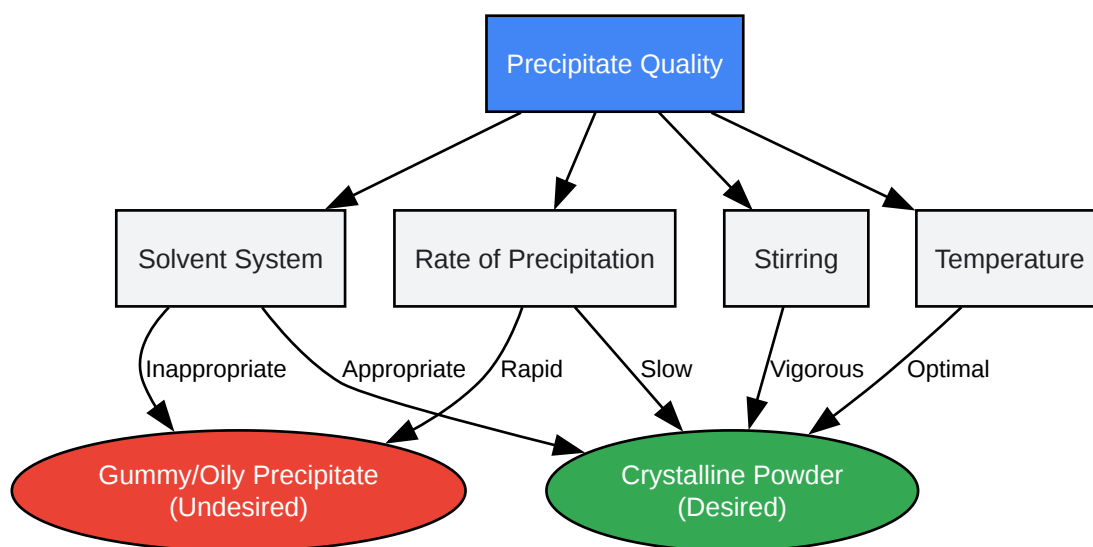 Precipitate Quality
Solvent System
Rate of Precipitation
Stirring
Temperature
Inappropriate
Appropriate
Rapid
Slow
Vigorous
Optimal
Gummy/Oily Precipitate
(Undesired)
Crystalline Powder
(Desired)